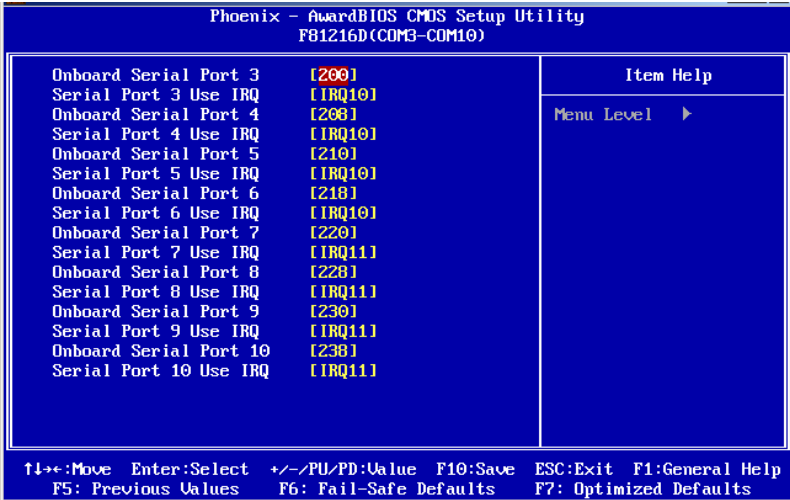 Phoenix - AwardBIOS CMOS Setup Utility
F81216D(COM3-COM10)
Onboard Serial Port 3 [200]
Serial Port 3 Use IRQ [IRQ10]
Onboard Serial Port 4 [208]
Serial Port 4 Use IRQ [IRQ10]
Onboard Serial Port 5 [210]
Serial Port 5 Use IRQ [IRQ10]
Onboard Serial Port 6 [218]
Serial Port 6 Use IRQ [IRQ10]
Onboard Serial Port 7 [220]
Serial Port 7 Use IRQ [IRQ11]
Onboard Serial Port 8 [228]
Serial Port 8 Use IRQ [IRQ11]
Onboard Serial Port 9 [230]
Serial Port 9 Use IRQ [IRQ11]
Onboard Serial Port 10 [238]
Serial Port 10 Use IRQ [IRQ11]
Item Help
Menu Level ▶
↑↓→←:Move Enter:Select +/-/PU/PD:Value F10:Save ESC:Exit F1:General Help
F5: Previous Values F6: Fail-Safe Defaults F7: Optimized Defaults